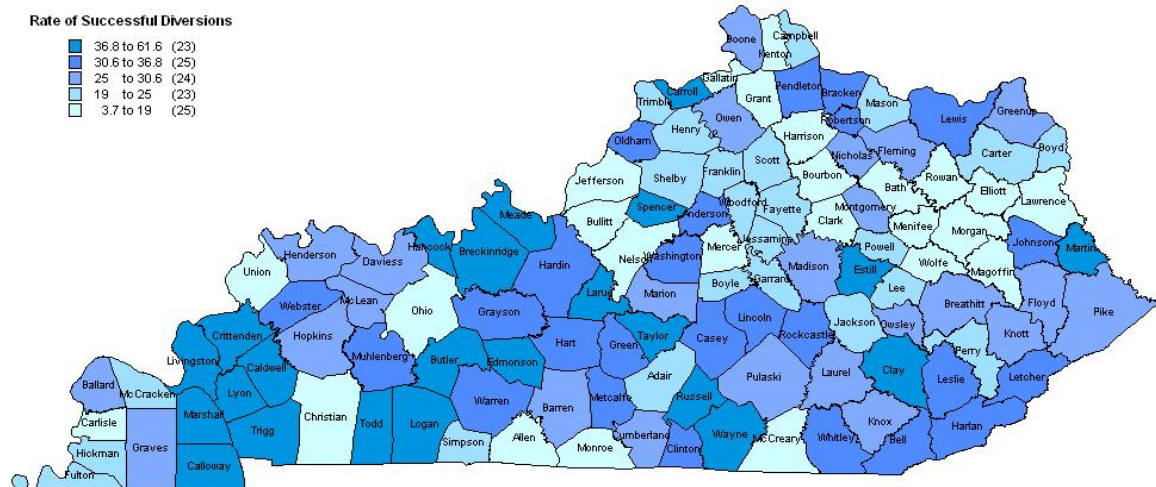 Rate of Successful Diversions
36.8 to 61.6 (23)
30.6 to 36.8 (25)
25 to 30.6 (24)
19 to 25 (23)
3.7 to 19 (25)
Boone
Campbell
Kenton
Gallatin
Carroll
Grant
Pendleton
Bracken
Mason
Trimble
Owen
Robertson
Lewis
Greenup
Oldham
Henry
Harrison
Nicholas
Fleming
Carter
Boyd
Jefferson
Shelby
Franklin
Scott
Bourbon
Bath
Rowan
Elliott
Lawrence
Meade
Bullitt
Spencer
Anderson
Woodford
Fayette
Clark
Montgomery
Menifee
Morgan
Hancock
Breckinridge
Hardin
Nelson
Washington
Mercer
Jessamine
Powell
Johnson
Martin
Union
Henderson
Daviess
Madison
Estill
Wolfe
Magoffin
Webster
McLean
Ohio
Larue
Marion
Boyle
Garrard
Lee
Breathitt
Floyd
Pike
Crittenden
Hopkins
Grayson
Lincoln
Jackson
Owsley
Knott
Livingston
Caldwell
Muhlenberg
Butler
Edmonson
Hart
Green
Taylor
Casey
Rockcastle
Perry
Ballard
McCracken
Lyon
Adair
Pulaski
Laurel
Clay
Leslie
Letcher
Carlisle
Marshall
Christian
Todd
Logan
Warren
Barren
Metcalfe
Russell
Knox
Harlan
Hickman
Graves
Trigg
Simpson
Allen
Monroe
Cumberland
Clinton
Wayne
McCreary
Whitley
Bell
Fulton
Calloway